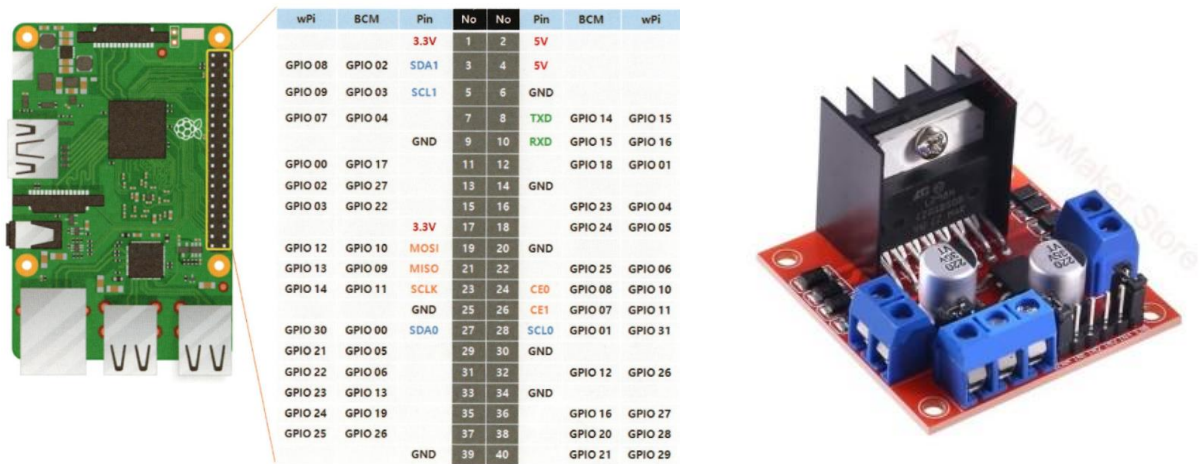 wPi BCM Pin No No Pin BCM wPi
3.3V 1 2 5V
GPIO 08 GPIO 02 SDA1 3 4 5V
GPIO 09 GPIO 03 SCL1 5 6 GND
GPIO 07 GPIO 04 7 8 TXD GPIO 14 GPIO 15
GND 9 10 RXD GPIO 15 GPIO 16
GPIO 00 GPIO 17 11 12 GPIO 18 GPIO 01
GPIO 02 GPIO 27 13 14 GND
GPIO 03 GPIO 22 15 16 GPIO 23 GPIO 04
3.3V 17 18 GPIO 24 GPIO 05
GPIO 12 GPIO 10 MOSI 19 20 GND
GPIO 13 GPIO 09 MISO 21 22 GPIO 25 GPIO 06
GPIO 14 GPIO 11 SCLK 23 24 CE0 GPIO 08 GPIO 10
GND 25 26 CE1 GPIO 07 GPIO 11
GPIO 30 GPIO 00 SDA0 27 28 SCL0 GPIO 01 GPIO 31
GPIO 21 GPIO 05 29 30 GND
GPIO 22 GPIO 06 31 32 GPIO 12 GPIO 26
GPIO 23 GPIO 13 33 34 GND
GPIO 24 GPIO 19 35 36 GPIO 16 GPIO 27
GPIO 25 GPIO 26 37 38 GPIO 20 GPIO 28
GND 39 40 GPIO 21 GPIO 29
DiyMaker Store
L298N
220
35V
VT
220
35V
VT